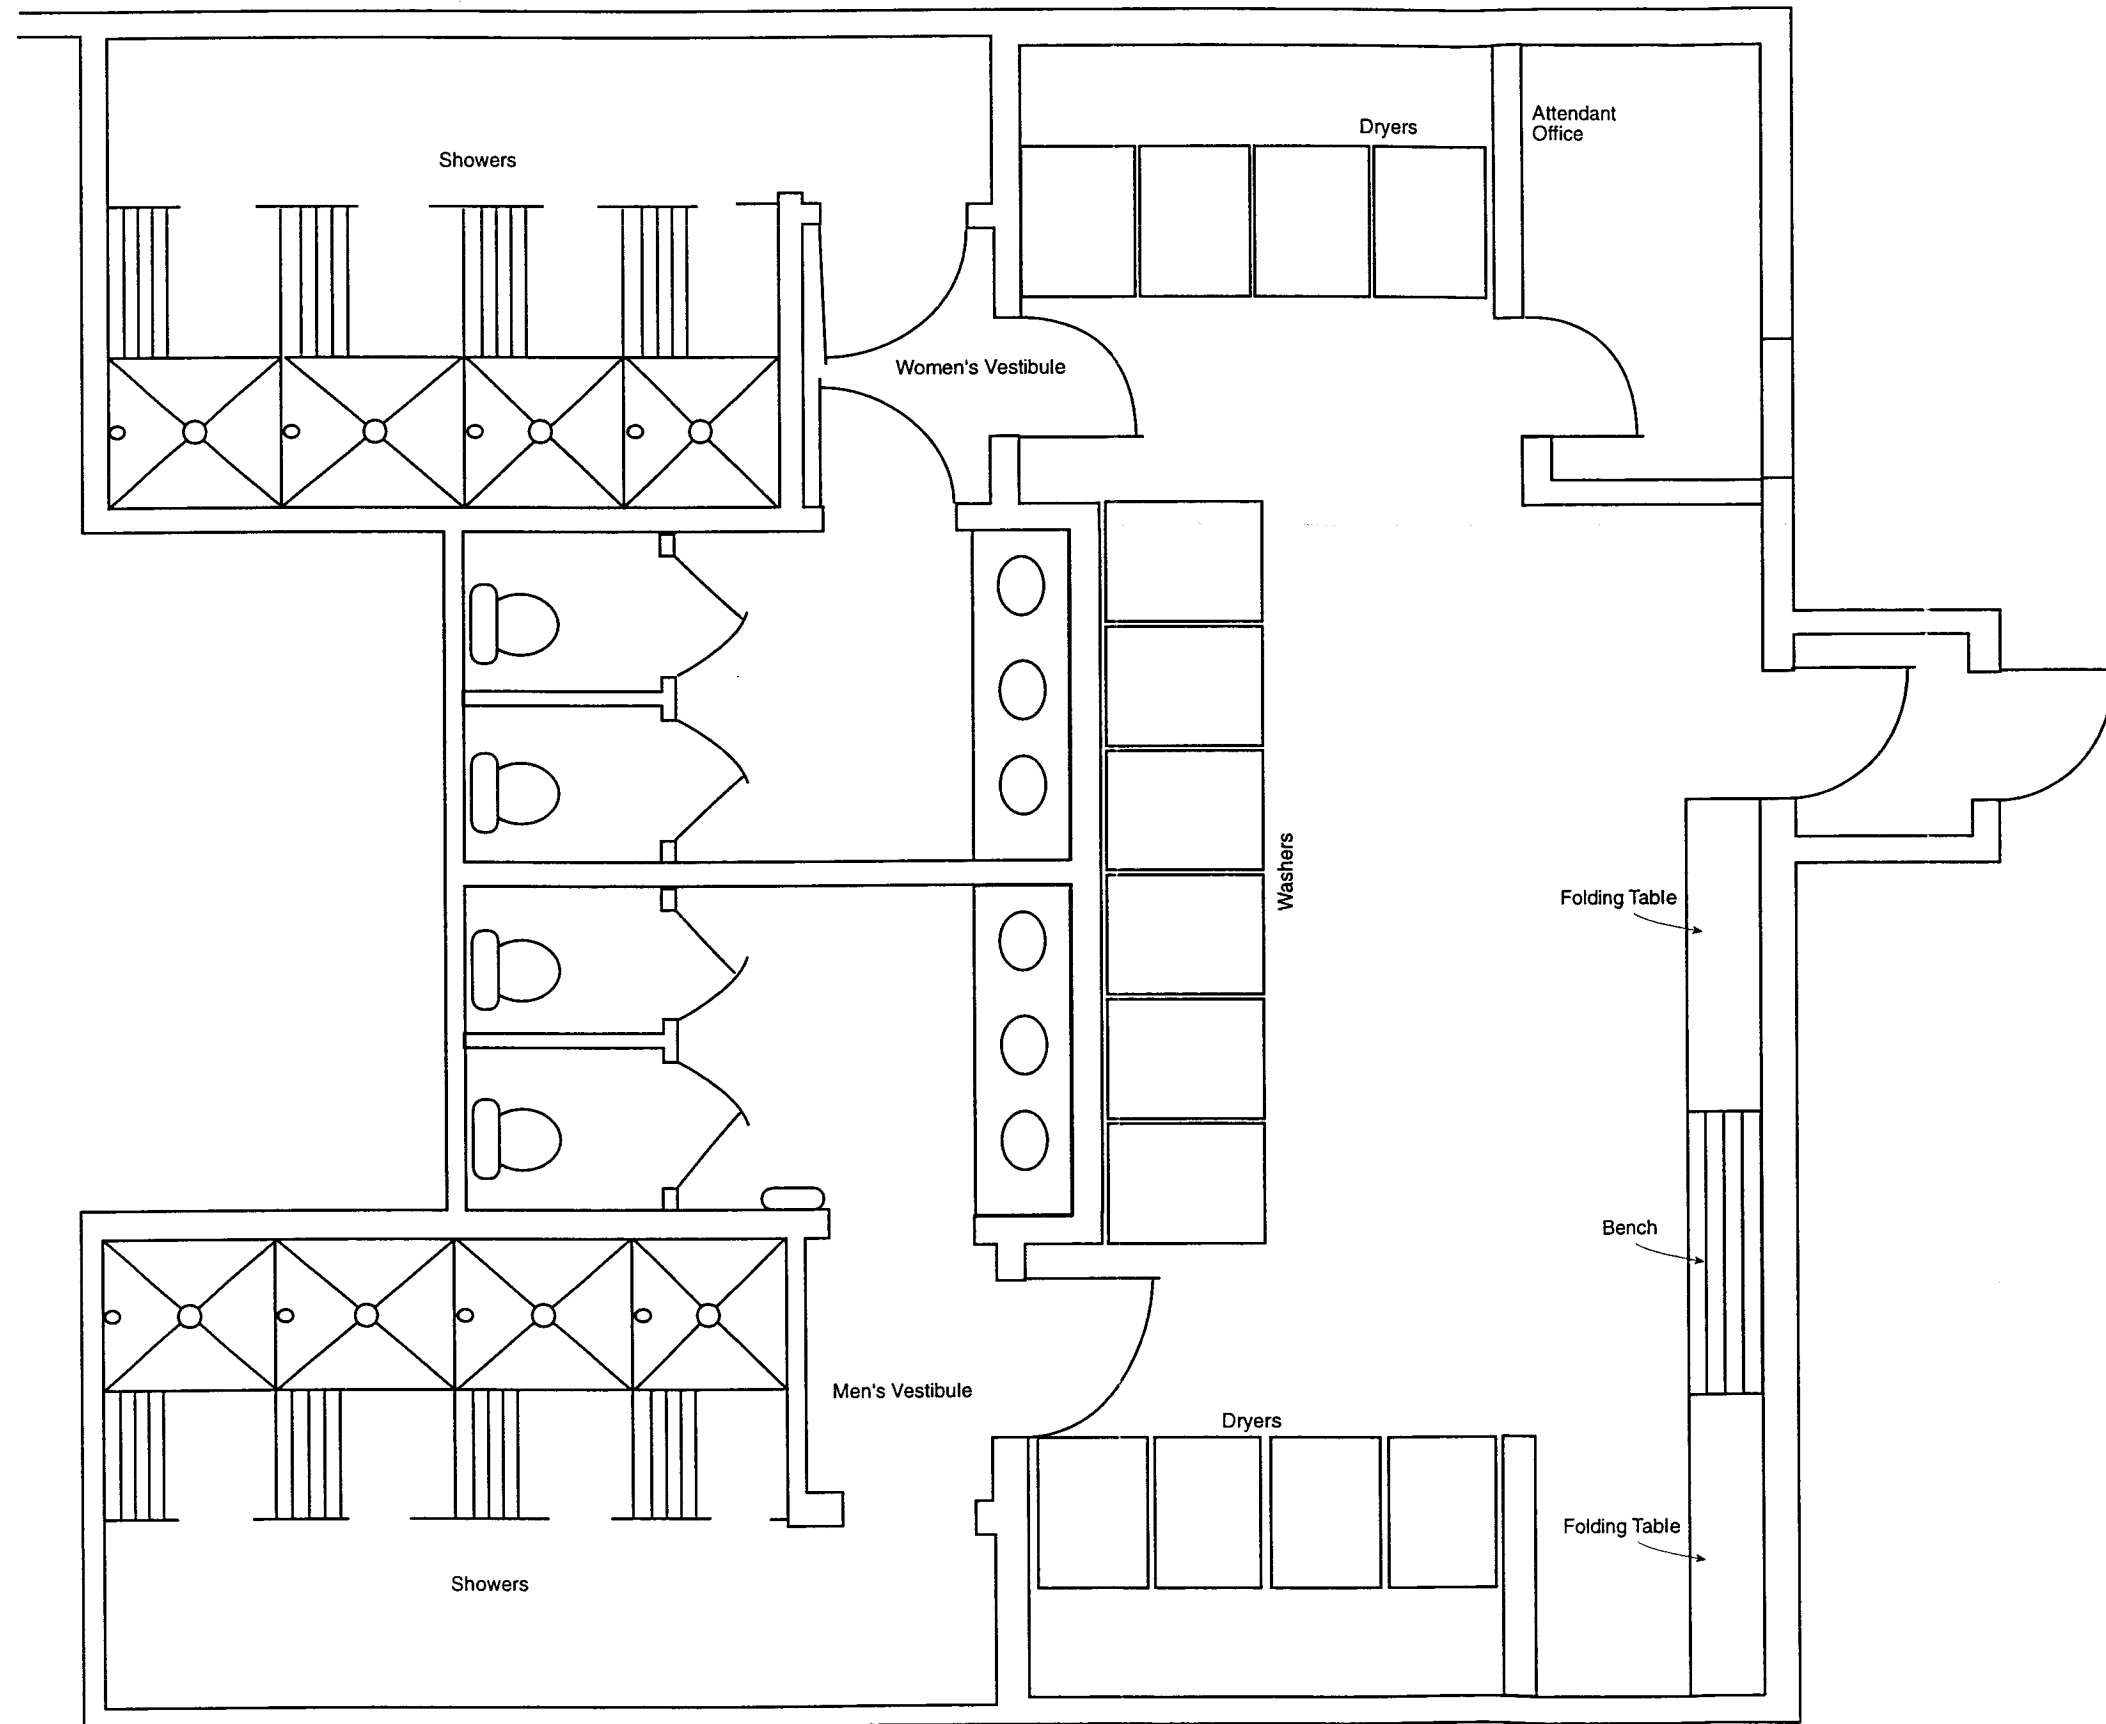 Attendant
Office
Dryers
Showers
Women's Vestibule
Washers
Folding Table
Bench
Men's Vestibule
Dryers
Folding Table
Showers